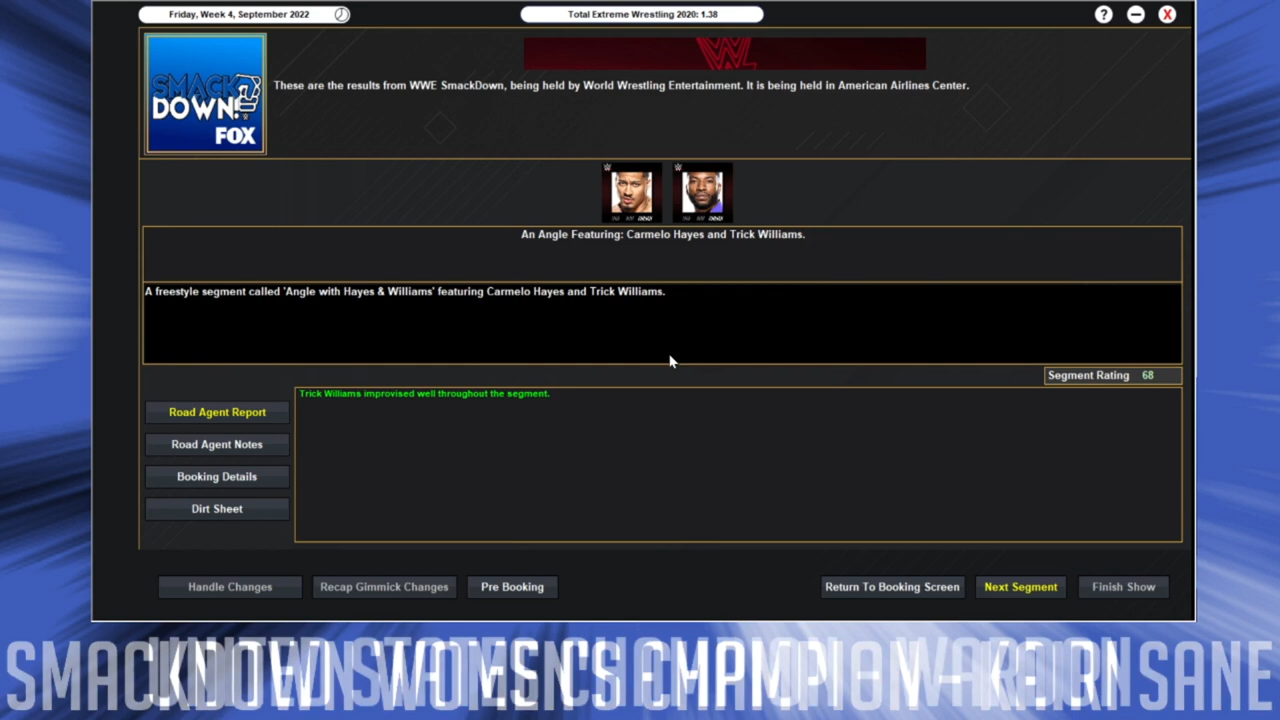 Friday, Week 4, September 2022
Total Extreme Wrestling 2020: 1.38
?
X
SMACK
DOWN!
FOX
These are the results from WWE SmackDown, being held by World Wrestling Entertainment. It is being held in American Airlines Center.
An Angle Featuring: Carmelo Hayes and Trick Williams.
A freestyle segment called 'Angle with Hayes & Williams' featuring Carmelo Hayes and Trick Williams.
Segment Rating 68
Trick Williams improvised well throughout the segment.
Road Agent Report
Road Agent Notes
Booking Details
Dirt Sheet
Handle Changes
Recap Gimmick Changes
Pre Booking
Return To Booking Screen
Next Segment
Finish Show